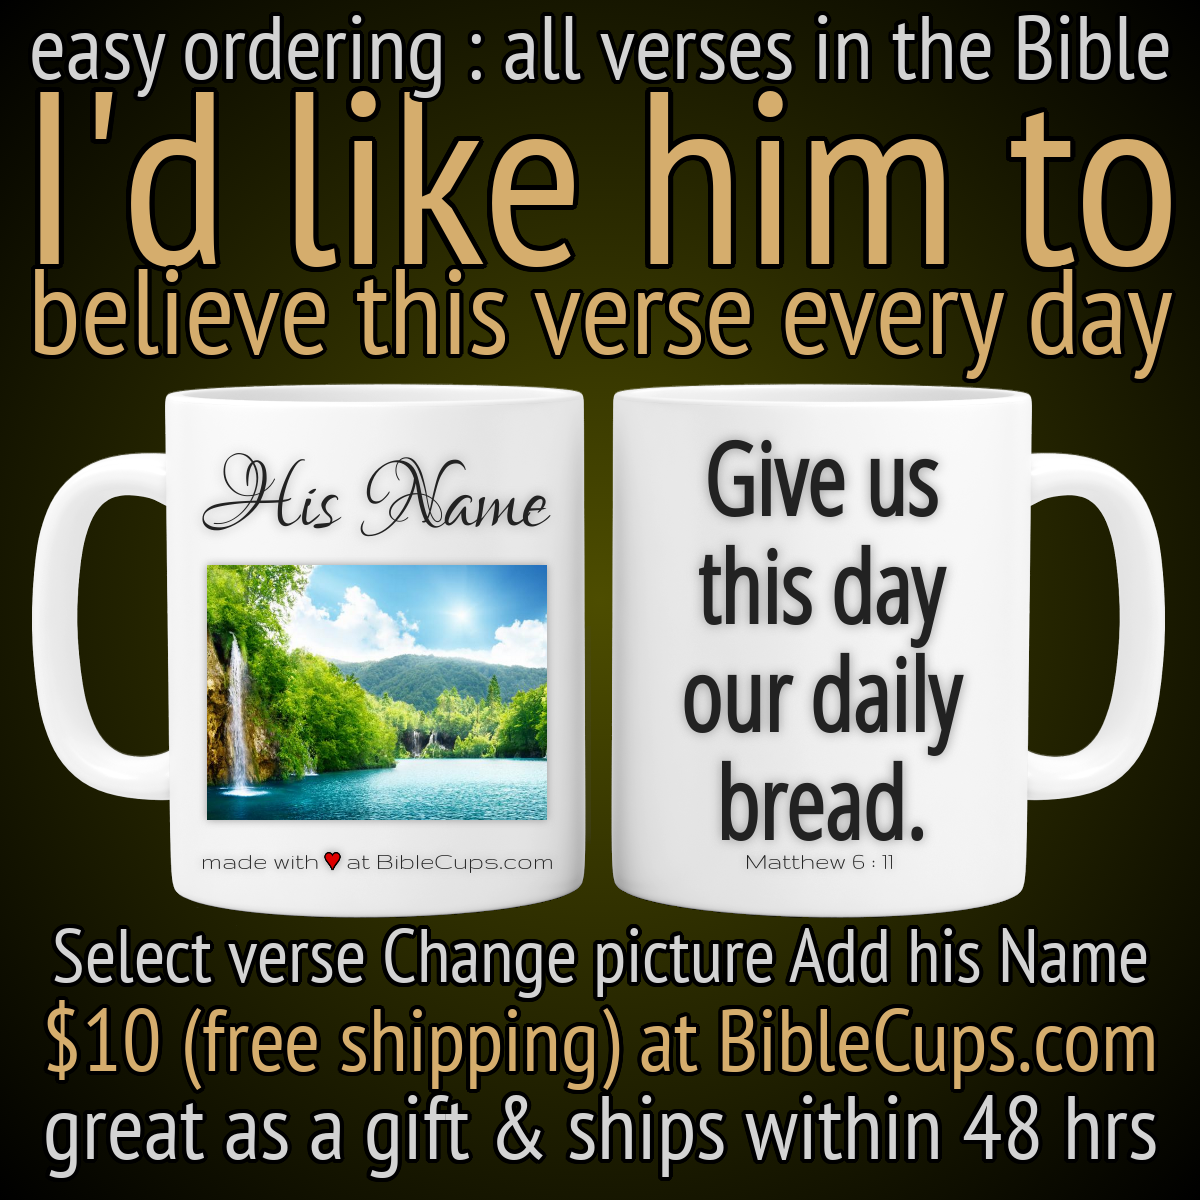 easy ordering : all verses in the Bible
I'd like him to
believe this verse every day
His Name
made with ♥ at BibleCups.com
Give us
this day
our daily
bread.
Matthew 6 : 11
Select verse Change picture Add his Name
$10 (free shipping) at BibleCups.com
great as a gift & ships within 48 hrs